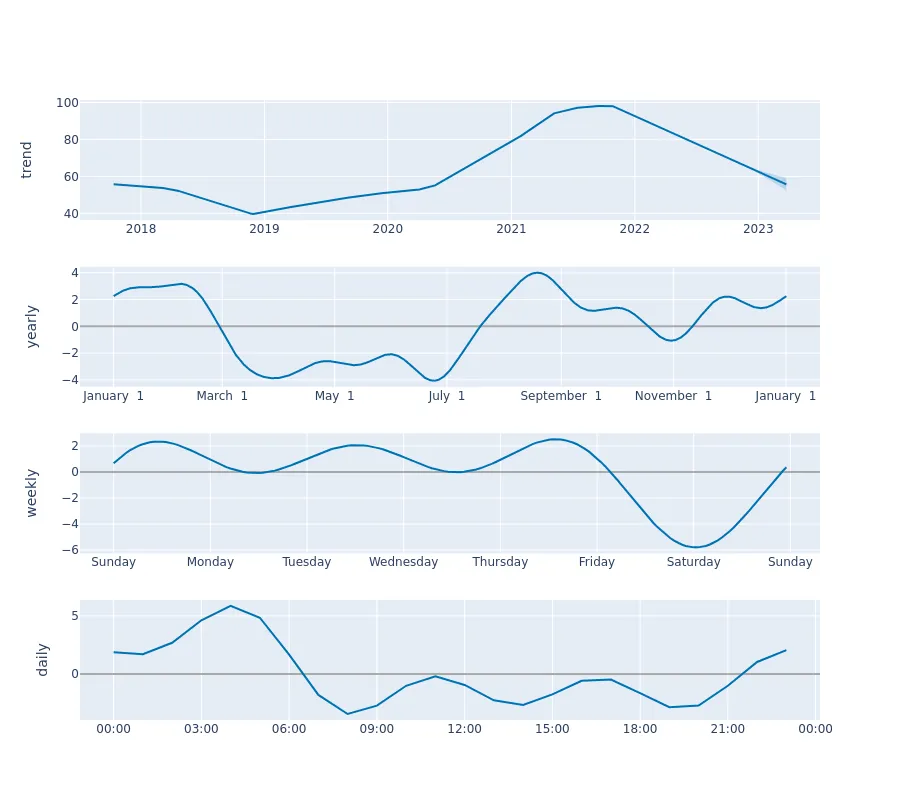 trend
100
80
60
40
2018 2019 2020 2021 2022 2023
yearly
4
2
0
−2
−4
January 1 March 1 May 1 July 1 September 1 November 1 January 1
weekly
2
0
−2
−4
−6
Sunday Monday Tuesday Wednesday Thursday Friday Saturday Sunday
daily
5
0
00:00 03:00 06:00 09:00 12:00 15:00 18:00 21:00 00:00